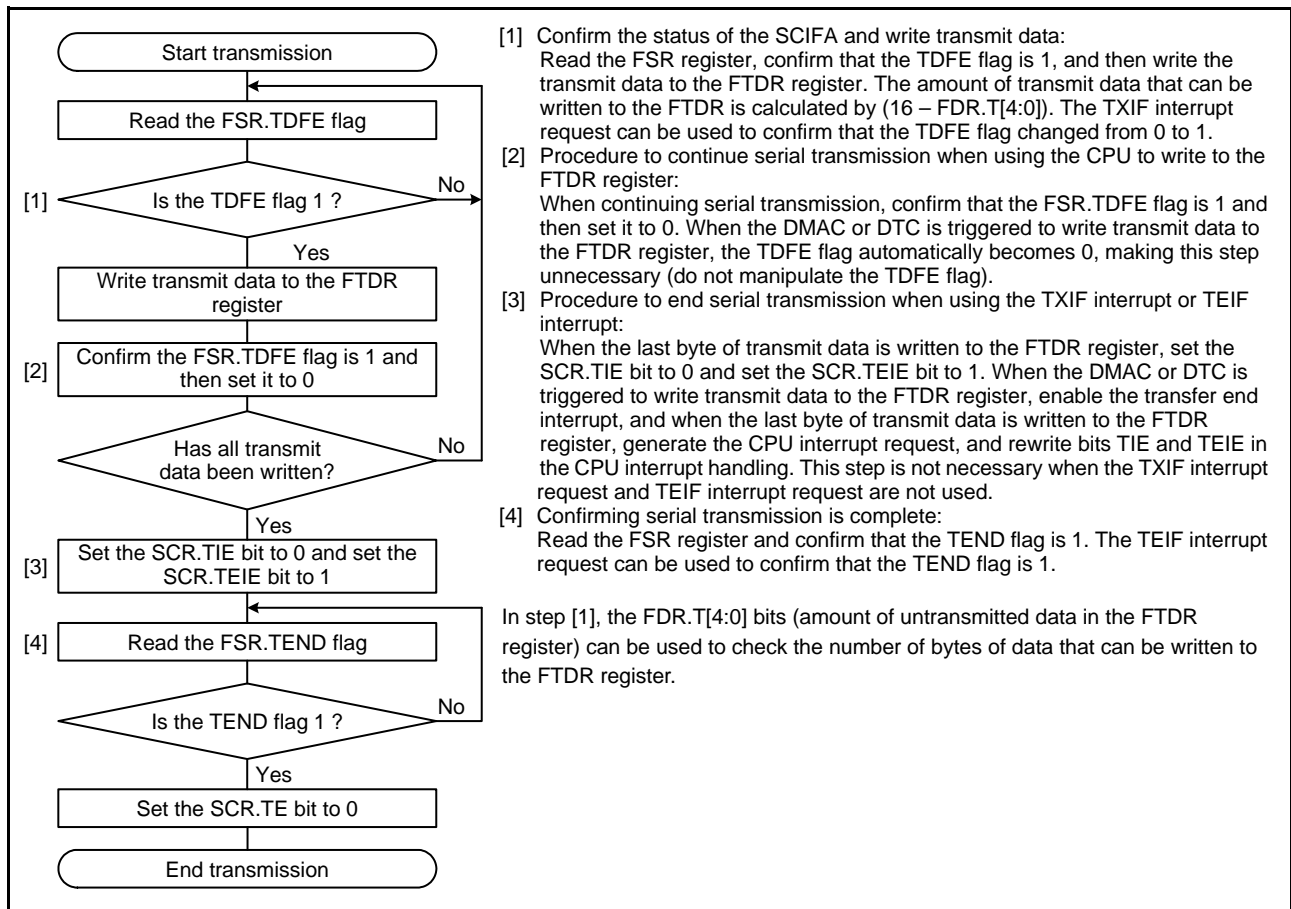 Start transmission
Read the FSR.TDFE flag
[1]
Is the TDFE flag 1 ?
No
Yes
Write transmit data to the FTDR
register
[2]
Confirm the FSR.TDFE flag is 1 and
then set it to 0
Has all transmit
data been written?
No
Yes
[3]
Set the SCR.TIE bit to 0 and set the
SCR.TEIE bit to 1
[4]
Read the FSR.TEND flag
Is the TEND flag 1 ?
No
Yes
Set the SCR.TE bit to 0
End transmission
[1] Confirm the status of the SCIFA and write transmit data:
Read the FSR register, confirm that the TDFE flag is 1, and then write the
transmit data to the FTDR register. The amount of transmit data that can be
written to the FTDR is calculated by (16 – FDR.T[4:0]). The TXIF interrupt
request can be used to confirm that the TDFE flag changed from 0 to 1.
[2] Procedure to continue serial transmission when using the CPU to write to the
FTDR register:
When continuing serial transmission, confirm that the FSR.TDFE flag is 1 and
then set it to 0. When the DMAC or DTC is triggered to write transmit data to
the FTDR register, the TDFE flag automatically becomes 0, making this step
unnecessary (do not manipulate the TDFE flag).
[3] Procedure to end serial transmission when using the TXIF interrupt or TEIF
interrupt:
When the last byte of transmit data is written to the FTDR register, set the
SCR.TIE bit to 0 and set the SCR.TEIE bit to 1. When the DMAC or DTC is
triggered to write transmit data to the FTDR register, enable the transfer end
interrupt, and when the last byte of transmit data is written to the FTDR
register, generate the CPU interrupt request, and rewrite bits TIE and TEIE in
the CPU interrupt handling. This step is not necessary when the TXIF interrupt
request and TEIF interrupt request are not used.
[4] Confirming serial transmission is complete:
Read the FSR register and confirm that the TEND flag is 1. The TEIF interrupt
request can be used to confirm that the TEND flag is 1.
In step [1], the FDR.T[4:0] bits (amount of untransmitted data in the FTDR
register) can be used to check the number of bytes of data that can be written to
the FTDR register.